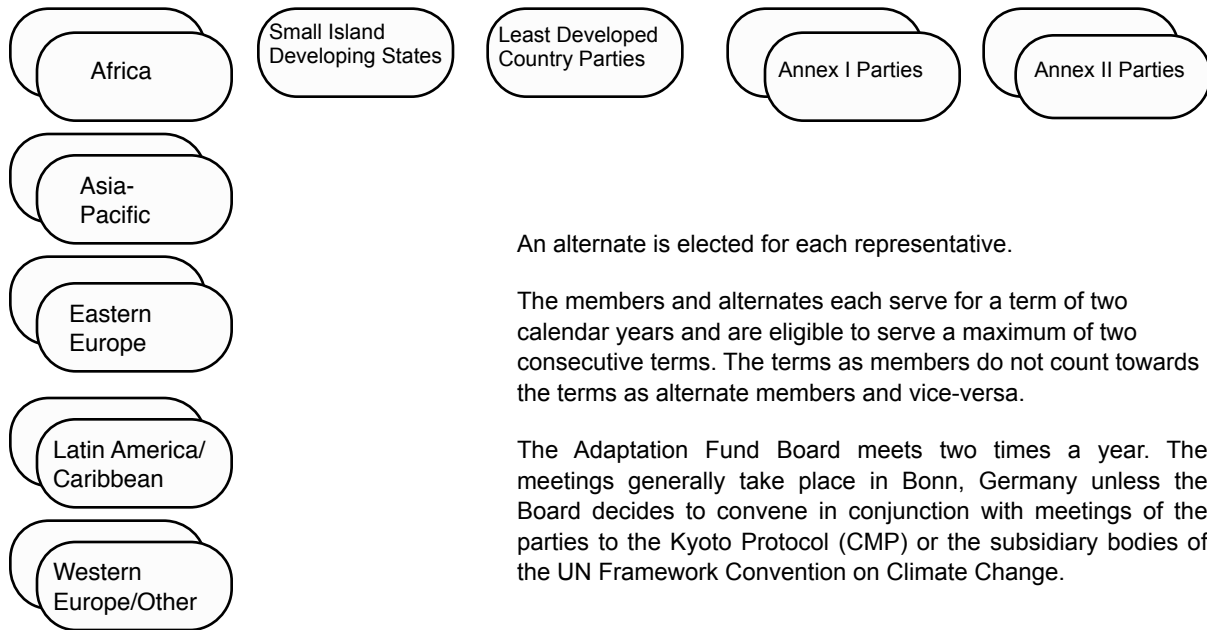 Africa
Small Island
Developing States
Least Developed
Country Parties
Annex I Parties
Annex II Parties
Asia-
Pacific
Eastern
Europe
Latin America/
Caribbean
Western
Europe/Other
An alternate is elected for each representative.
The members and alternates each serve for a term of two
calendar years and are eligible to serve a maximum of two
consecutive terms. The terms as members do not count towards
the terms as alternate members and vice-versa.
The Adaptation Fund Board meets two times a year. The
meetings generally take place in Bonn, Germany unless the
Board decides to convene in conjunction with meetings of the
parties to the Kyoto Protocol (CMP) or the subsidiary bodies of
the UN Framework Convention on Climate Change.